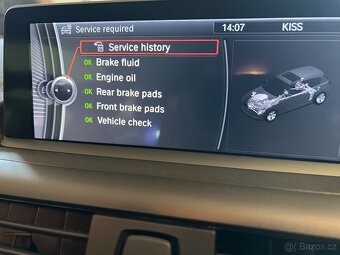 Service required
14:07
KISS
Service history
OK Brake fluid
OK Engine oil
OK Rear brake pads
OK Front brake pads
OK Vehicle check
Bazos.cz